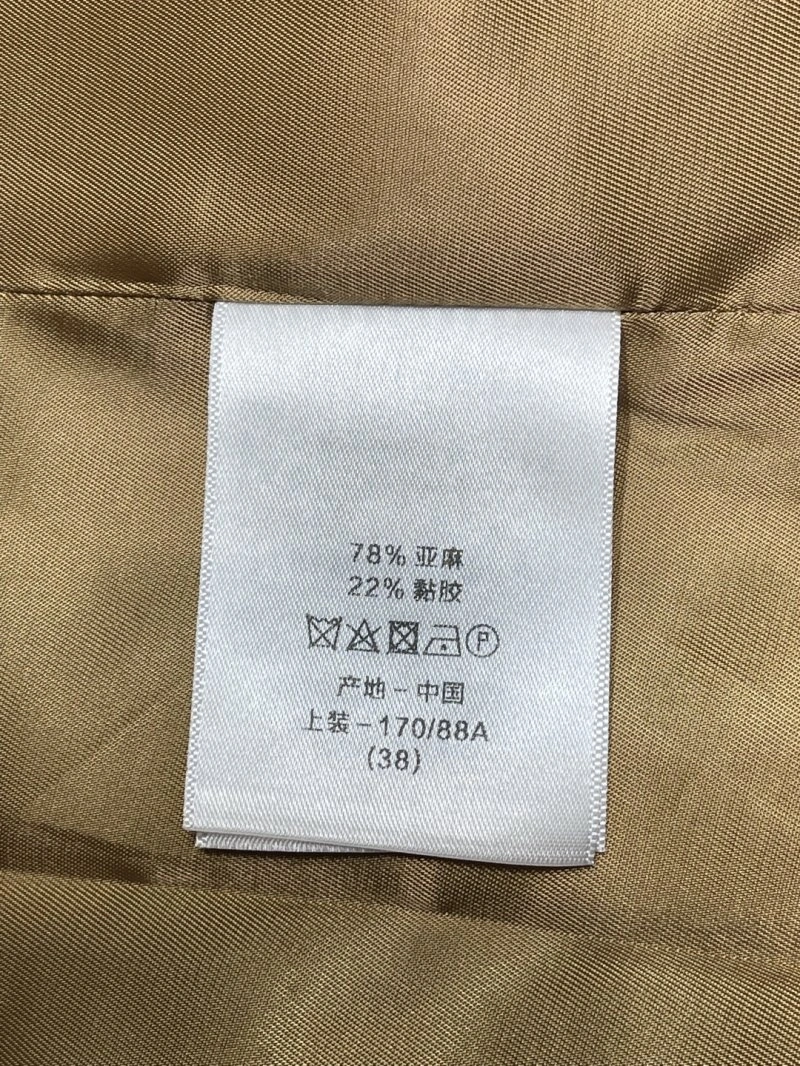 78% 亚麻
22% 黏胶
P
产地 - 中国
上装 - 170/88A
(38)